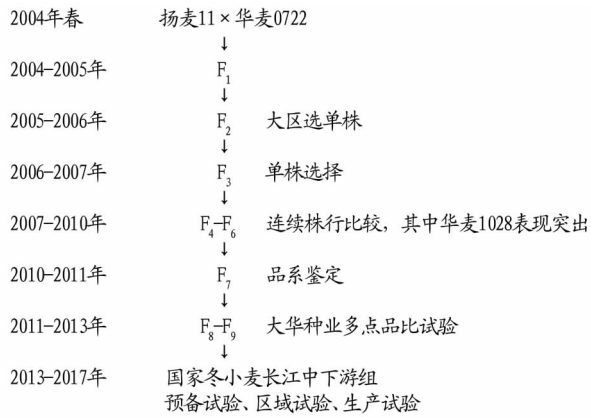 2004年春 扬麦11×华麦0722
↓
2004-2005年 F1
↓
2005-2006年 F2 大区选单株
↓
2006-2007年 F3 单株选择
↓
2007-2010年 F4-F6 连续株行比较，其中华麦1028表现突出
↓
2010-2011年 F7 品系鉴定
↓
2011-2013年 F8-F9 大华种业多点品比试验
↓
2013-2017年 国家冬小麦长江中下游组
预备试验、区域试验、生产试验